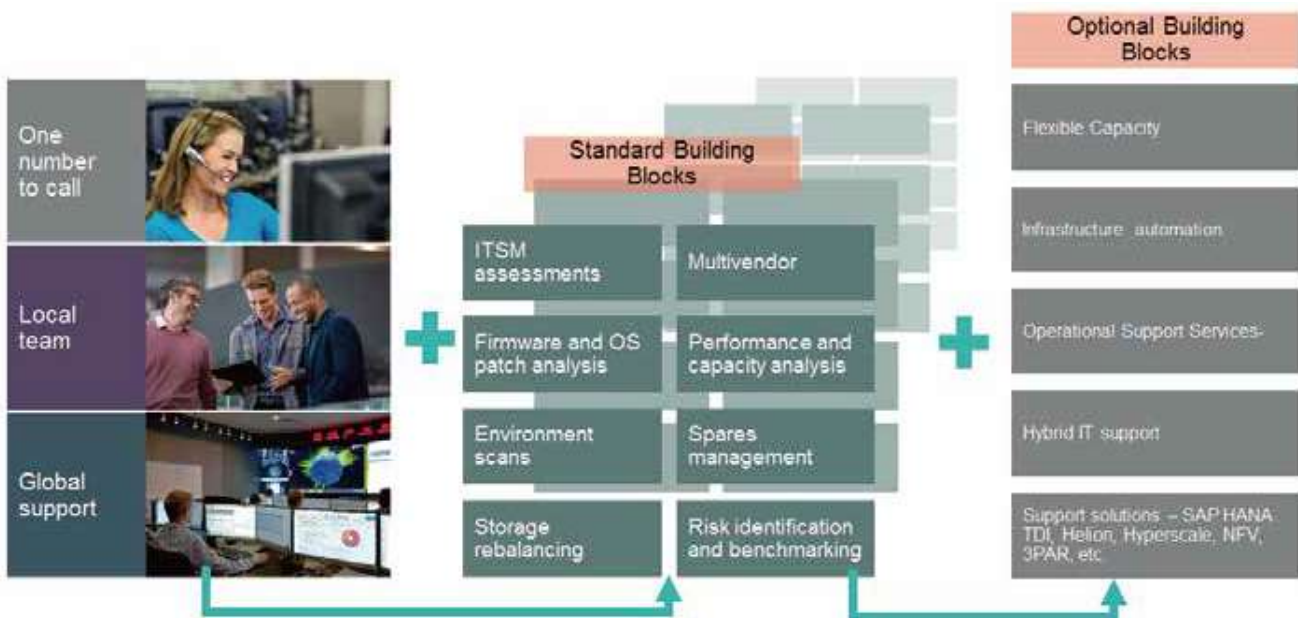 One
number
to call
Local
team
Global
support
Standard Building
Blocks
ITSM
assessments
Multivendor
Firmware and OS
patch analysis
Performance and
capacity analysis
Environment
scans
Spares
management
Storage
rebalancing
Risk identification
and benchmarking
Optional Building
Blocks
Flexible Capacity
Infrastructure automation
Operational Support Services-
Hybrid IT support
Support solutions – SAP HANA
TDI, Helion, Hyperscale, NFV,
3PAR, etc